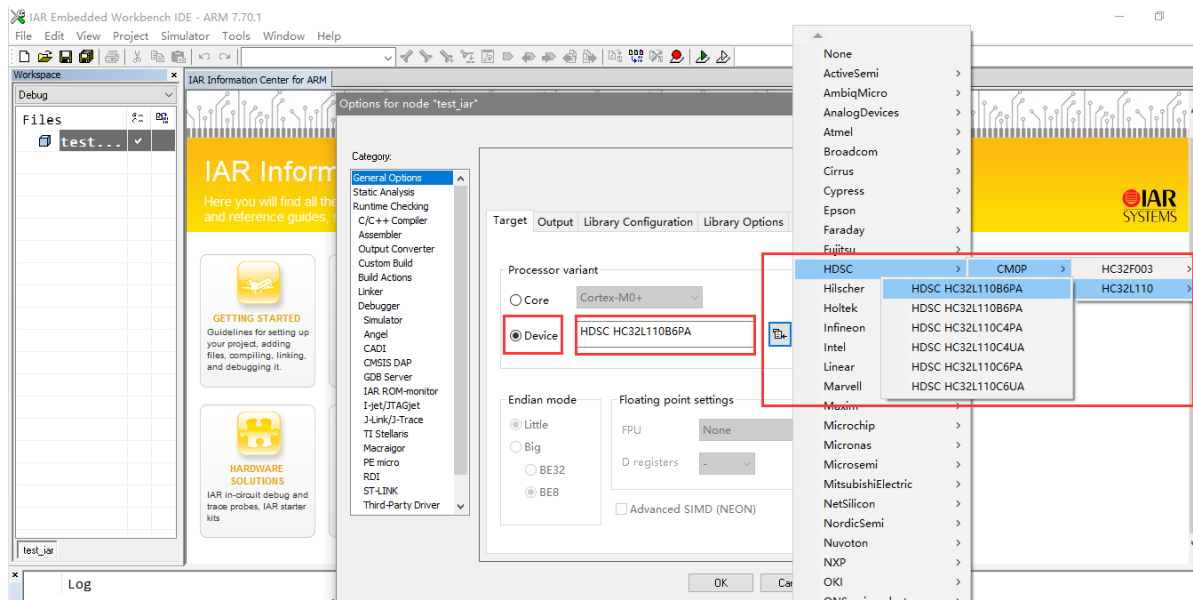 IAR Embedded Workbench IDE - ARM 7.70.1
File Edit View Project Simulator Tools Window Help
Workspace
IAR Information Center for ARM
Debug
Files
test...
test_iar
Log
IAR Inform
Here you will find all the
and reference guides,
GETTING STARTED
Guidelines for setting up
your project, adding
files, compiling, linking,
and debugging it.
HARDWARE
SOLUTIONS
IAR in-circuit debug and
trace probes, IAR starter
kits
IAR
SYSTEMS
Options for node "test_iar"
Category:
General Options
Static Analysis
Runtime Checking
C/C++ Compiler
Assembler
Output Converter
Custom Build
Build Actions
Linker
Debugger
Simulator
Angel
CADI
CMSIS DAP
GDB Server
IAR ROM-monitor
I-jet/JTAGjet
J-Link/J-Trace
TI Stellaris
Macraigor
PE micro
RDI
ST-LINK
Third-Party Driver
Target Output Library Configuration Library Options
Processor variant
Core Cortex-M0+
Device HDSC HC32L110B6PA
Endian mode
Little
Big
BE32
BE8
Floating point settings
FPU None
D registers -
Advanced SIMD (NEON)
OK
None
ActiveSemi
AmbiqMicro
AnalogDevices
Atmel
Broadcom
Cirrus
Cypress
Epson
Faraday
Fujitsu
HDSC
Hilscher
Holtek
Infineon
Intel
Linear
Marvell
Maxim
Microchip
Micronas
Microsemi
MitsubishiElectric
NetSilicon
NordicSemi
Nuvoton
NXP
OKI
CM0P
HC32F003
HC32L110
HDSC HC32L110B6PA
HDSC HC32L110B6PA
HDSC HC32L110C4PA
HDSC HC32L110C4UA
HDSC HC32L110C6PA
HDSC HC32L110C6UA